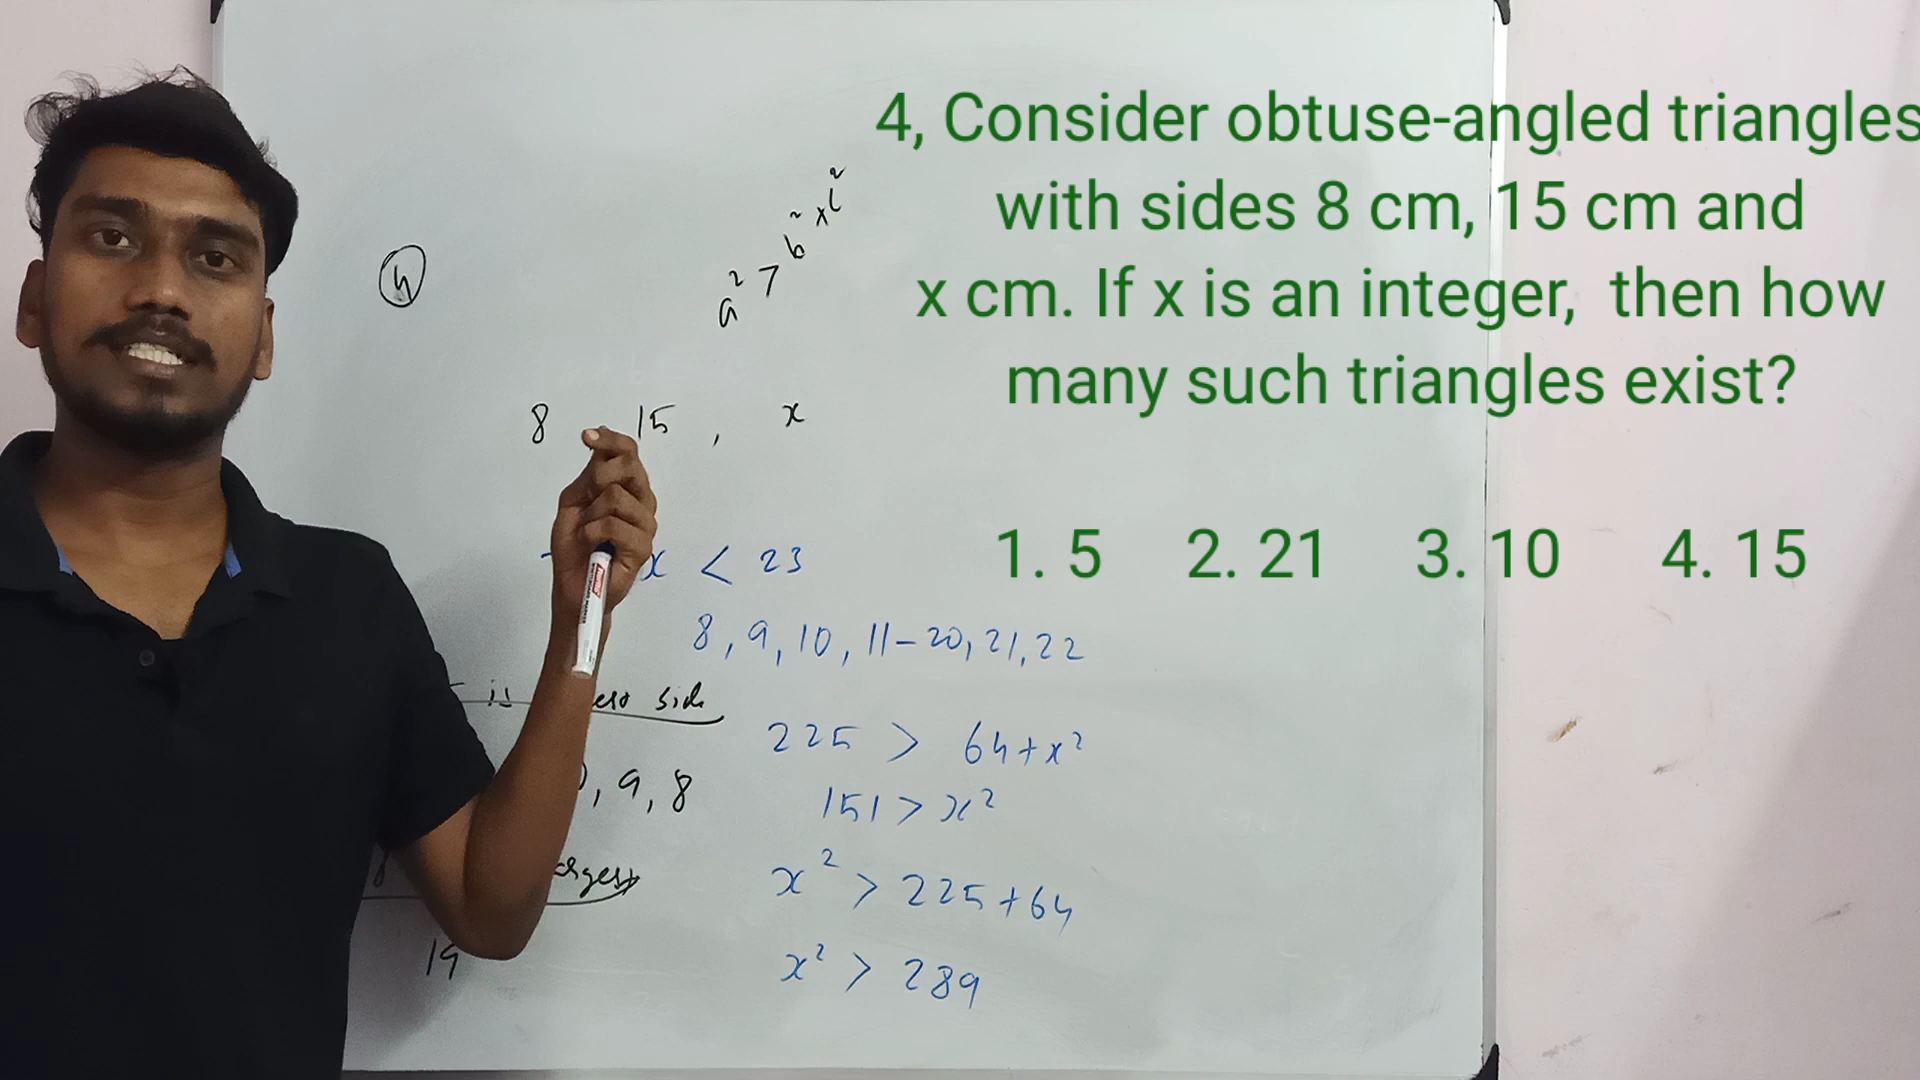 4, Consider obtuse-angled triangles
with sides 8 cm, 15 cm and
x cm. If x is an integer, then how
many such triangles exist?
1. 5 2. 21 3. 10 4. 15
4
a² > b² + c²
8 15 , x
x < 23
8, 9, 10, 11 – 20, 21, 22
is side
225 > 64 + x²
, 9, 8
151 > x²
x² > 225 + 64
19
x² > 289